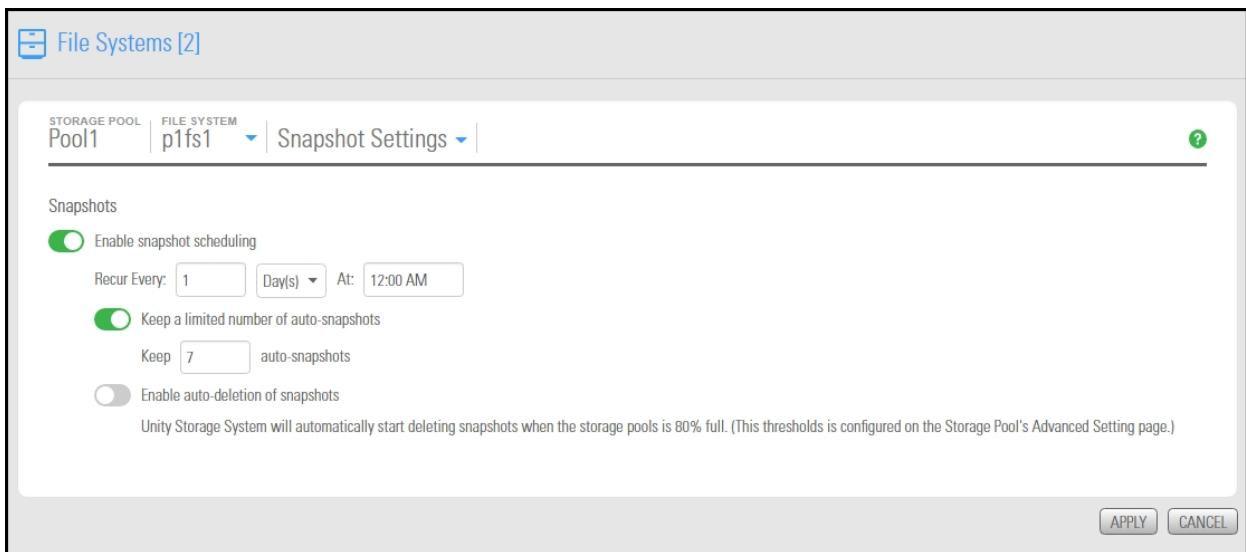 File Systems [2]
STORAGE POOL FILE SYSTEM
Pool1 p1fs1 Snapshot Settings
?
Snapshots
Enable snapshot scheduling
Recur Every: 1 Day(s) At: 12:00 AM
Keep a limited number of auto-snapshots
Keep 7 auto-snapshots
Enable auto-deletion of snapshots
Unity Storage System will automatically start deleting snapshots when the storage pools is 80% full. (This thresholds is configured on the Storage Pool's Advanced Setting page.)
APPLY CANCEL